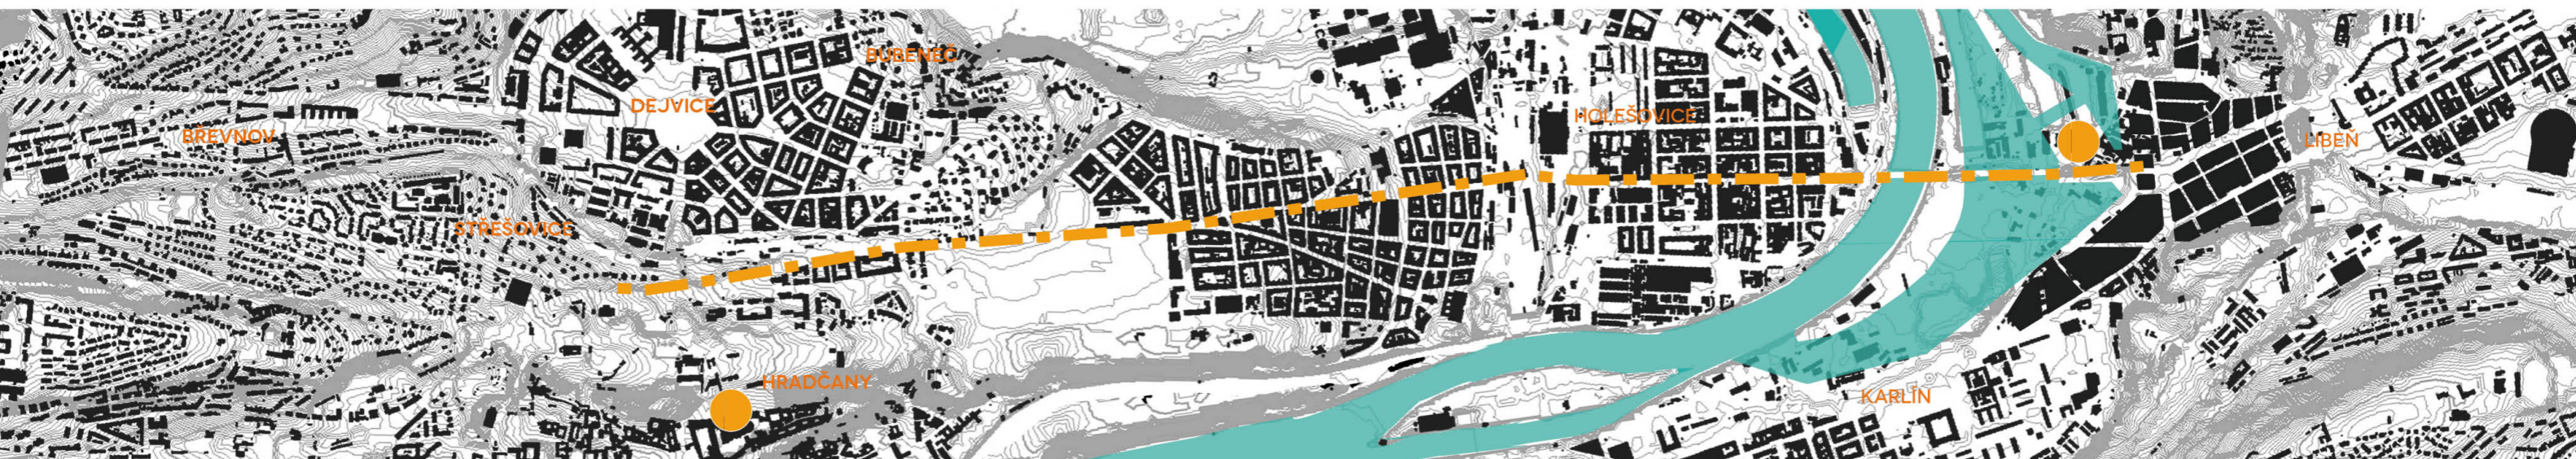 BUBENEČ
DEJVICE
HOLEŠOVICE
BŘEVNOV
LIBEŇ
STŘEŠOVICE
HRADČANY
KARLÍN